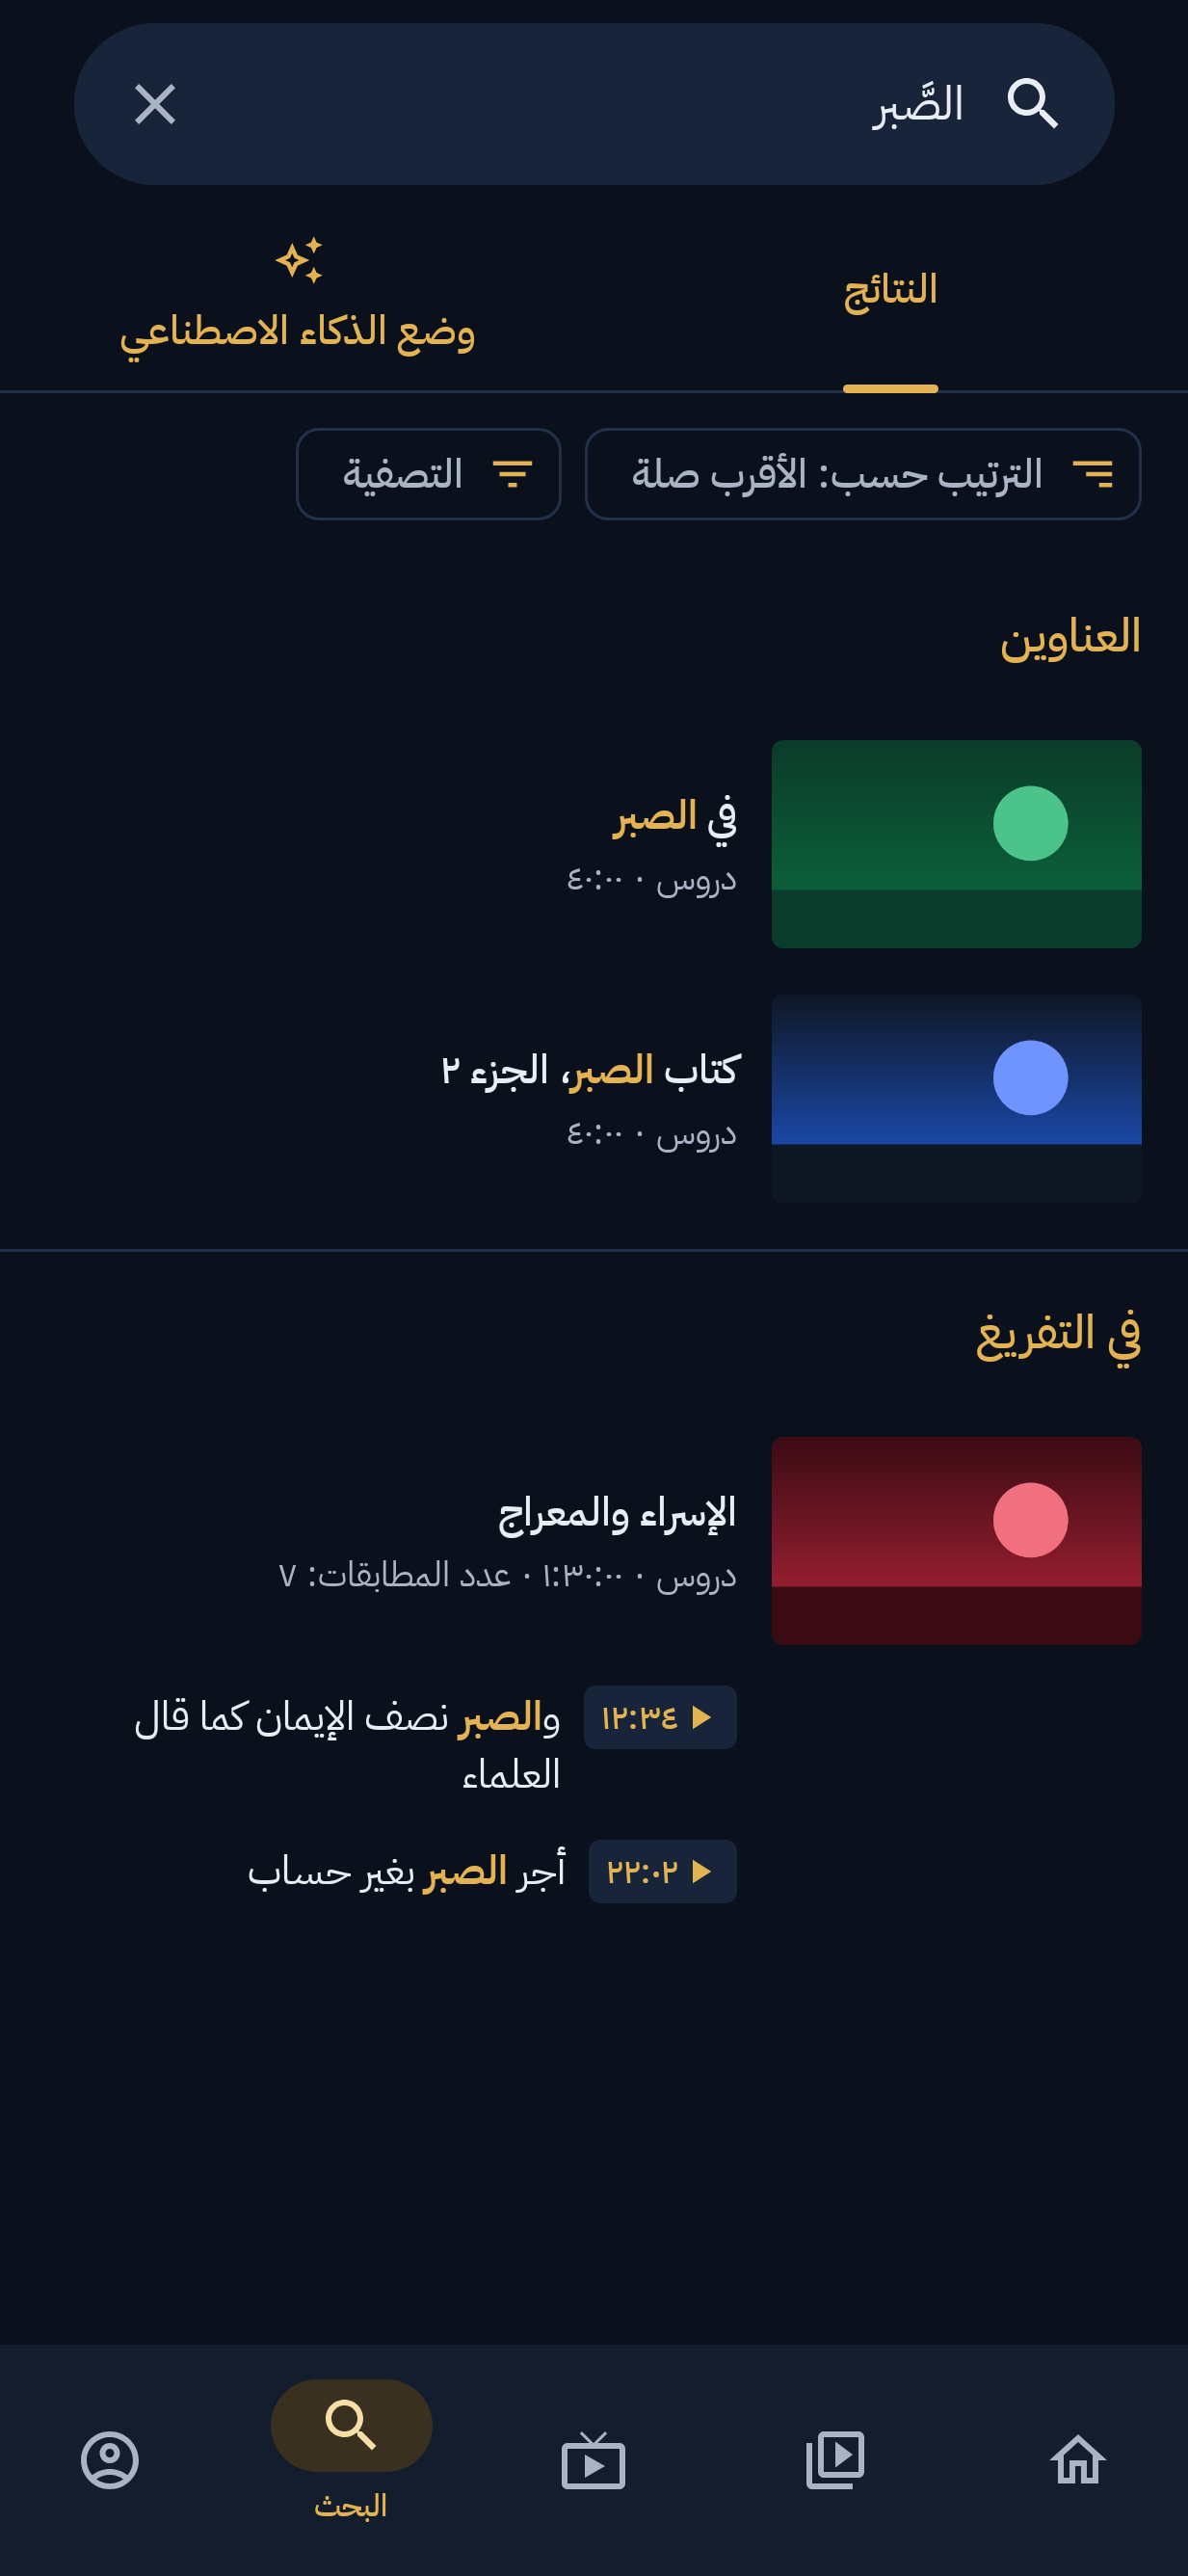 الصَّبر
النتائج
وضع الذكاء الاصطناعي
الترتيب حسب: الأقرب صلة
التصفية
العناوين
في الصبر
دروس · ٤٠:٠٠
كتاب الصبر، الجزء ٢
دروس · ٤٠:٠٠
في التفريغ
الإسراء والمعراج
دروس · ١:٣٠:٠٠ · عدد المطابقات: ٧
١٢:٣٤ والصبر نصف الإيمان كما قال
العلماء
٢٢:٠٢ أجر الصبر بغير حساب
البحث